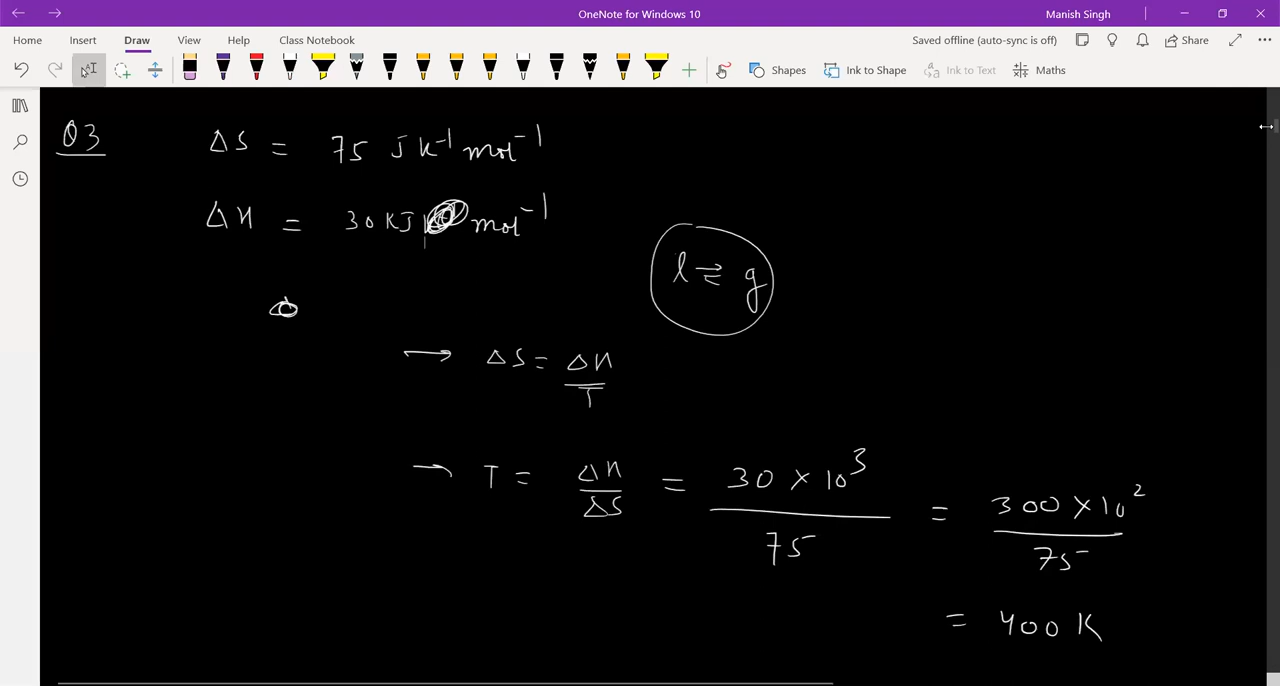 OneNote for Windows 10
Manish Singh
Home Insert Draw View Help Class Notebook
Saved offline (auto-sync is off) Share
Shapes Ink to Shape Ink to Text Maths
Q3 ΔS = 75 J K⁻¹ mol⁻¹
ΔH = 30 KJ mol⁻¹
l ⇌ g
→ ΔS = ΔH / T
→ T = ΔH / ΔS = 30 × 10³ / 75 = 300 × 10² / 75
= 400 K